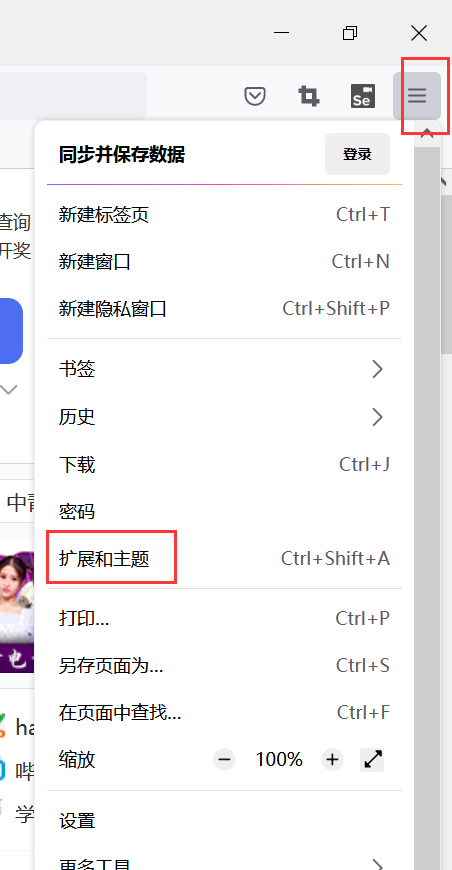 Se
同步并保存数据 登录
查询
开奖
新建标签页 Ctrl+T
新建窗口 Ctrl+N
新建隐私窗口 Ctrl+Shift+P
书签
历史
下载 Ctrl+J
中青
密码
扩展和主题 Ctrl+Shift+A
打印... Ctrl+P
电
另存页面为... Ctrl+S
在页面中查找... Ctrl+F
ha
缩放 100%
哔
学
设置
更多工具